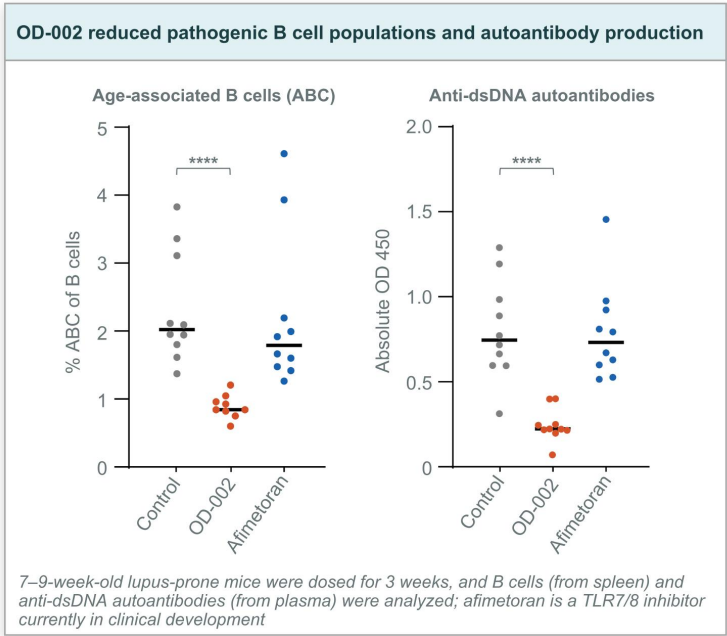 OD-002 reduced pathogenic B cell populations and autoantibody production
Age-associated B cells (ABC)
% ABC of B cells
5
4
3
2
1
0
****
Control
OD-002
Afimetoran
Anti-dsDNA autoantibodies
Absolute OD 450
2.0
1.5
1.0
0.5
0
****
Control
OD-002
Afimetoran
7–9-week-old lupus-prone mice were dosed for 3 weeks, and B cells (from spleen) and
anti-dsDNA autoantibodies (from plasma) were analyzed; afimetoran is a TLR7/8 inhibitor
currently in clinical development